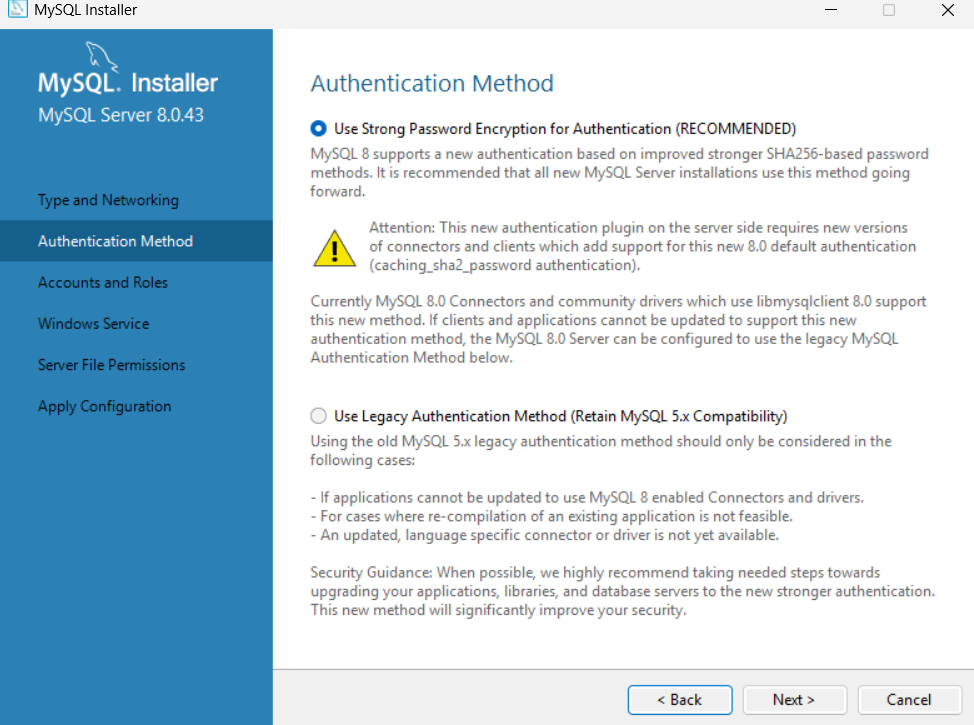 MySQL Installer
MySQL. Installer
MySQL Server 8.0.43
Type and Networking
Authentication Method
Accounts and Roles
Windows Service
Server File Permissions
Apply Configuration
Authentication Method
Use Strong Password Encryption for Authentication (RECOMMENDED)
MySQL 8 supports a new authentication based on improved stronger SHA256-based password
methods. It is recommended that all new MySQL Server installations use this method going
forward.
Attention: This new authentication plugin on the server side requires new versions
of connectors and clients which add support for this new 8.0 default authentication
(caching_sha2_password authentication).
Currently MySQL 8.0 Connectors and community drivers which use libmysqlclient 8.0 support
this new method. If clients and applications cannot be updated to support this new
authentication method, the MySQL 8.0 Server can be configured to use the legacy MySQL
Authentication Method below.
Use Legacy Authentication Method (Retain MySQL 5.x Compatibility)
Using the old MySQL 5.x legacy authentication method should only be considered in the
following cases:
- If applications cannot be updated to use MySQL 8 enabled Connectors and drivers.
- For cases where re-compilation of an existing application is not feasible.
- An updated, language specific connector or driver is not yet available.
Security Guidance: When possible, we highly recommend taking needed steps towards
upgrading your applications, libraries, and database servers to the new stronger authentication.
This new method will significantly improve your security.
< Back
Next >
Cancel